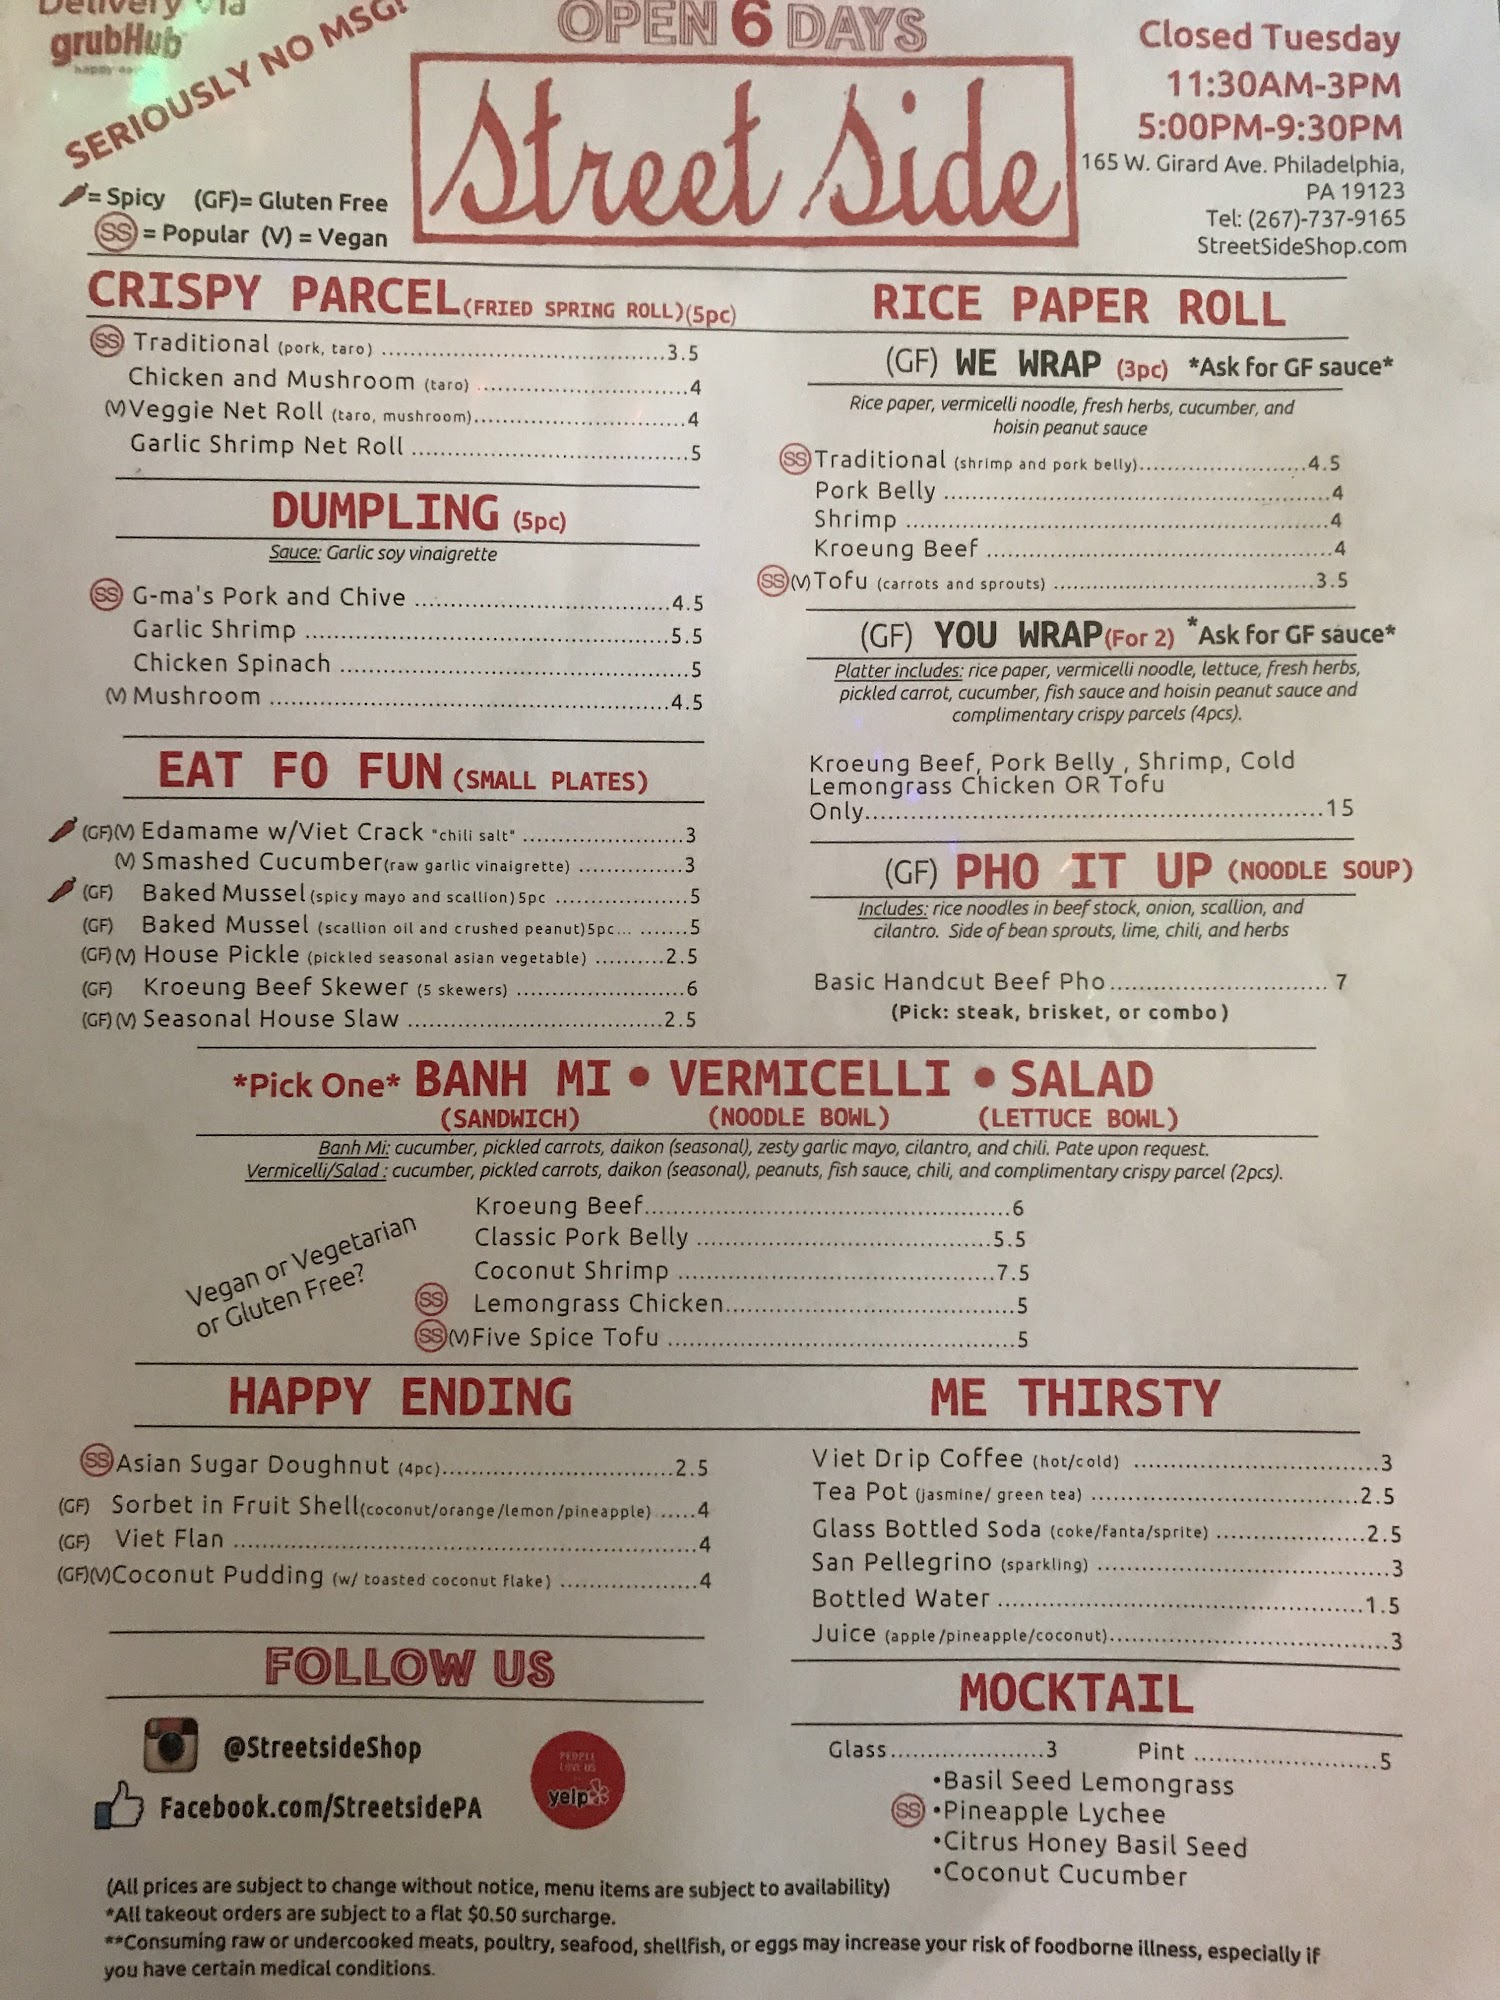 Delivery Via
grubHub
happy eating
SERIOUSLY NO MSG!
= Spicy (GF)= Gluten Free
SS = Popular (V) = Vegan
OPEN 6 DAYS
Street Side
Closed Tuesday
11:30AM-3PM
5:00PM-9:30PM
165 W. Girard Ave. Philadelphia,
PA 19123
Tel: (267)-737-9165
StreetSideShop.com
CRISPY PARCEL (FRIED SPRING ROLL)(5pc)
SS Traditional (pork, taro) ........ 3.5
Chicken and Mushroom (taro) ........ 4
(V) Veggie Net Roll (taro, mushroom) ........ 4
Garlic Shrimp Net Roll ........ 5
DUMPLING (5pc)
Sauce: Garlic soy vinaigrette
SS G-ma's Pork and Chive ........ 4.5
Garlic Shrimp ........ 5.5
Chicken Spinach ........ 5
(V) Mushroom ........ 4.5
EAT FO FUN (SMALL PLATES)
(GF)(V) Edamame w/Viet Crack "chili salt" ........ 3
(V) Smashed Cucumber(raw garlic vinaigrette) ........ 3
(GF) Baked Mussel (spicy mayo and scallion) 5pc ........ 5
(GF) Baked Mussel (scallion oil and crushed peanut)5pc... ....... 5
(GF)(V) House Pickle (pickled seasonal asian vegetable) .......... 2.5
(GF) Kroeung Beef Skewer (5 skewers) ........ 6
(GF)(V) Seasonal House Slaw ........ 2.5
RICE PAPER ROLL
(GF) WE WRAP (3pc) *Ask for GF sauce*
Rice paper, vermicelli noodle, fresh herbs, cucumber, and
hoisin peanut sauce
SS Traditional (shrimp and pork belly) ........ 4.5
Pork Belly ........ 4
Shrimp ........ 4
Kroeung Beef ........ 4
SS (V) Tofu (carrots and sprouts) ........ 3.5
(GF) YOU WRAP(For 2) *Ask for GF sauce*
Platter includes: rice paper, vermicelli noodle, lettuce, fresh herbs,
pickled carrot, cucumber, fish sauce and hoisin peanut sauce and
complimentary crispy parcels (4pcs).
Kroeung Beef, Pork Belly , Shrimp, Cold
Lemongrass Chicken OR Tofu
Only ........ 15
(GF) PHO IT UP (NOODLE SOUP)
Includes: rice noodles in beef stock, onion, scallion, and
cilantro. Side of bean sprouts, lime, chili, and herbs
Basic Handcut Beef Pho ........ 7
(Pick: steak, brisket, or combo)
*Pick One* BANH MI • VERMICELLI • SALAD
(SANDWICH) (NOODLE BOWL) (LETTUCE BOWL)
Banh Mi: cucumber, pickled carrots, daikon (seasonal), zesty garlic mayo, cilantro, and chili. Pate upon request.
Vermicelli/Salad : cucumber, pickled carrots, daikon (seasonal), peanuts, fish sauce, chili, and complimentary crispy parcel (2pcs).
Vegan or Vegetarian
or Gluten Free?
Kroeung Beef ........ 6
Classic Pork Belly ........ 5.5
Coconut Shrimp ........ 7.5
SS Lemongrass Chicken ........ 5
SS (V) Five Spice Tofu ........ 5
HAPPY ENDING
SS Asian Sugar Doughnut (4pc) ........ 2.5
(GF) Sorbet in Fruit Shell(coconut/orange/lemon/pineapple) ..... 4
(GF) Viet Flan ........ 4
(GF)(V) Coconut Pudding (w/ toasted coconut flake) ........ 4
ME THIRSTY
Viet Drip Coffee (hot/cold) ........ 3
Tea Pot (jasmine/ green tea) ........ 2.5
Glass Bottled Soda (coke/fanta/sprite) ........ 2.5
San Pellegrino (sparkling) ........ 3
Bottled Water ........ 1.5
Juice (apple/pineapple/coconut) ........ 3
FOLLOW US
@StreetsideShop
Facebook.com/StreetsidePA
PEOPLE
LOVE US
yelp
MOCKTAIL
Glass ........ 3 Pint ........ 5
•Basil Seed Lemongrass
SS •Pineapple Lychee
•Citrus Honey Basil Seed
•Coconut Cucumber
(All prices are subject to change without notice, menu items are subject to availability)
*All takeout orders are subject to a flat $0.50 surcharge.
**Consuming raw or undercooked meats, poultry, seafood, shellfish, or eggs may increase your risk of foodborne illness, especially if
you have certain medical conditions.